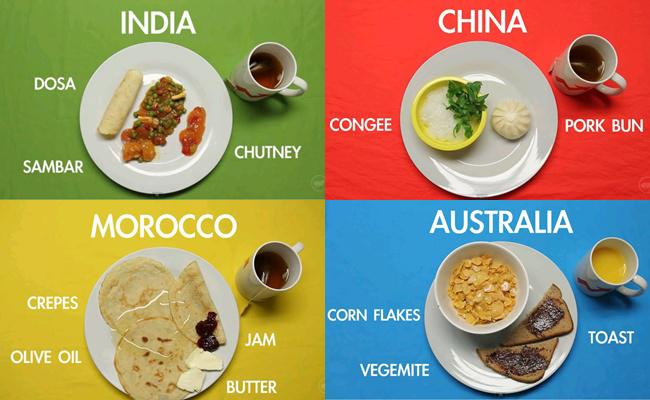 INDIA
DOSA
SAMBAR
CHUTNEY
CHINA
CONGEE
PORK BUN
MOROCCO
CREPES
OLIVE OIL
JAM
BUTTER
AUSTRALIA
CORN FLAKES
VEGEMITE
TOAST